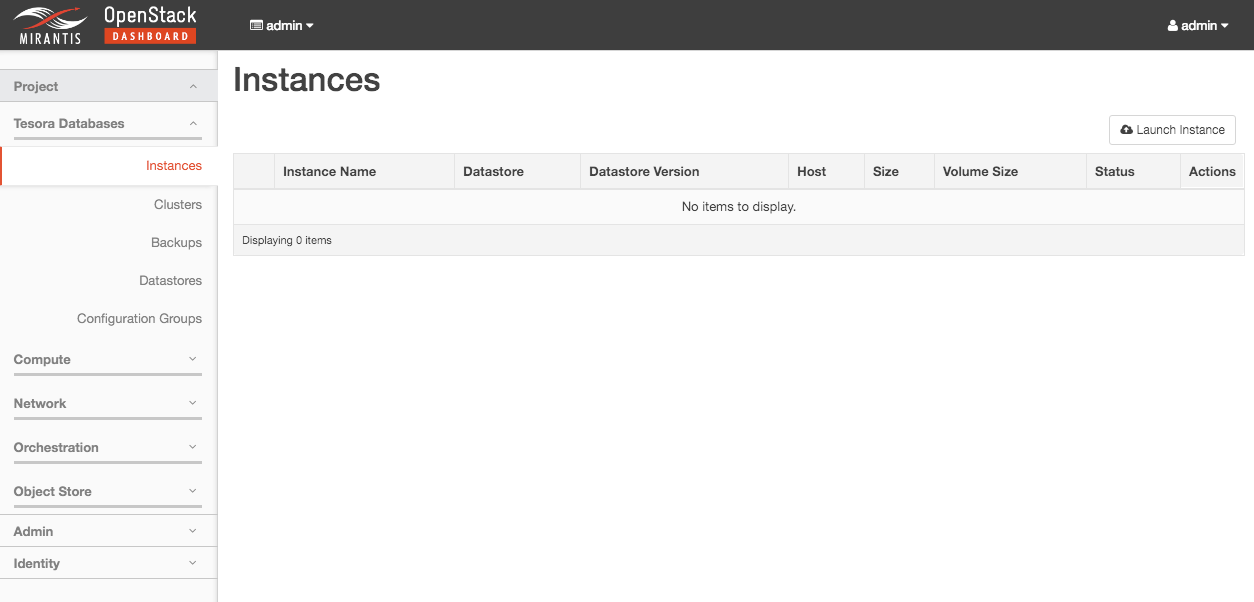 MIRANTIS
OpenStack
DASHBOARD
admin
admin
Project
Tesora Databases
Instances
Clusters
Backups
Datastores
Configuration Groups
Compute
Network
Orchestration
Object Store
Admin
Identity
Instances
Launch Instance
Instance Name Datastore Datastore Version Host Size Volume Size Status Actions
No items to display.
Displaying 0 items